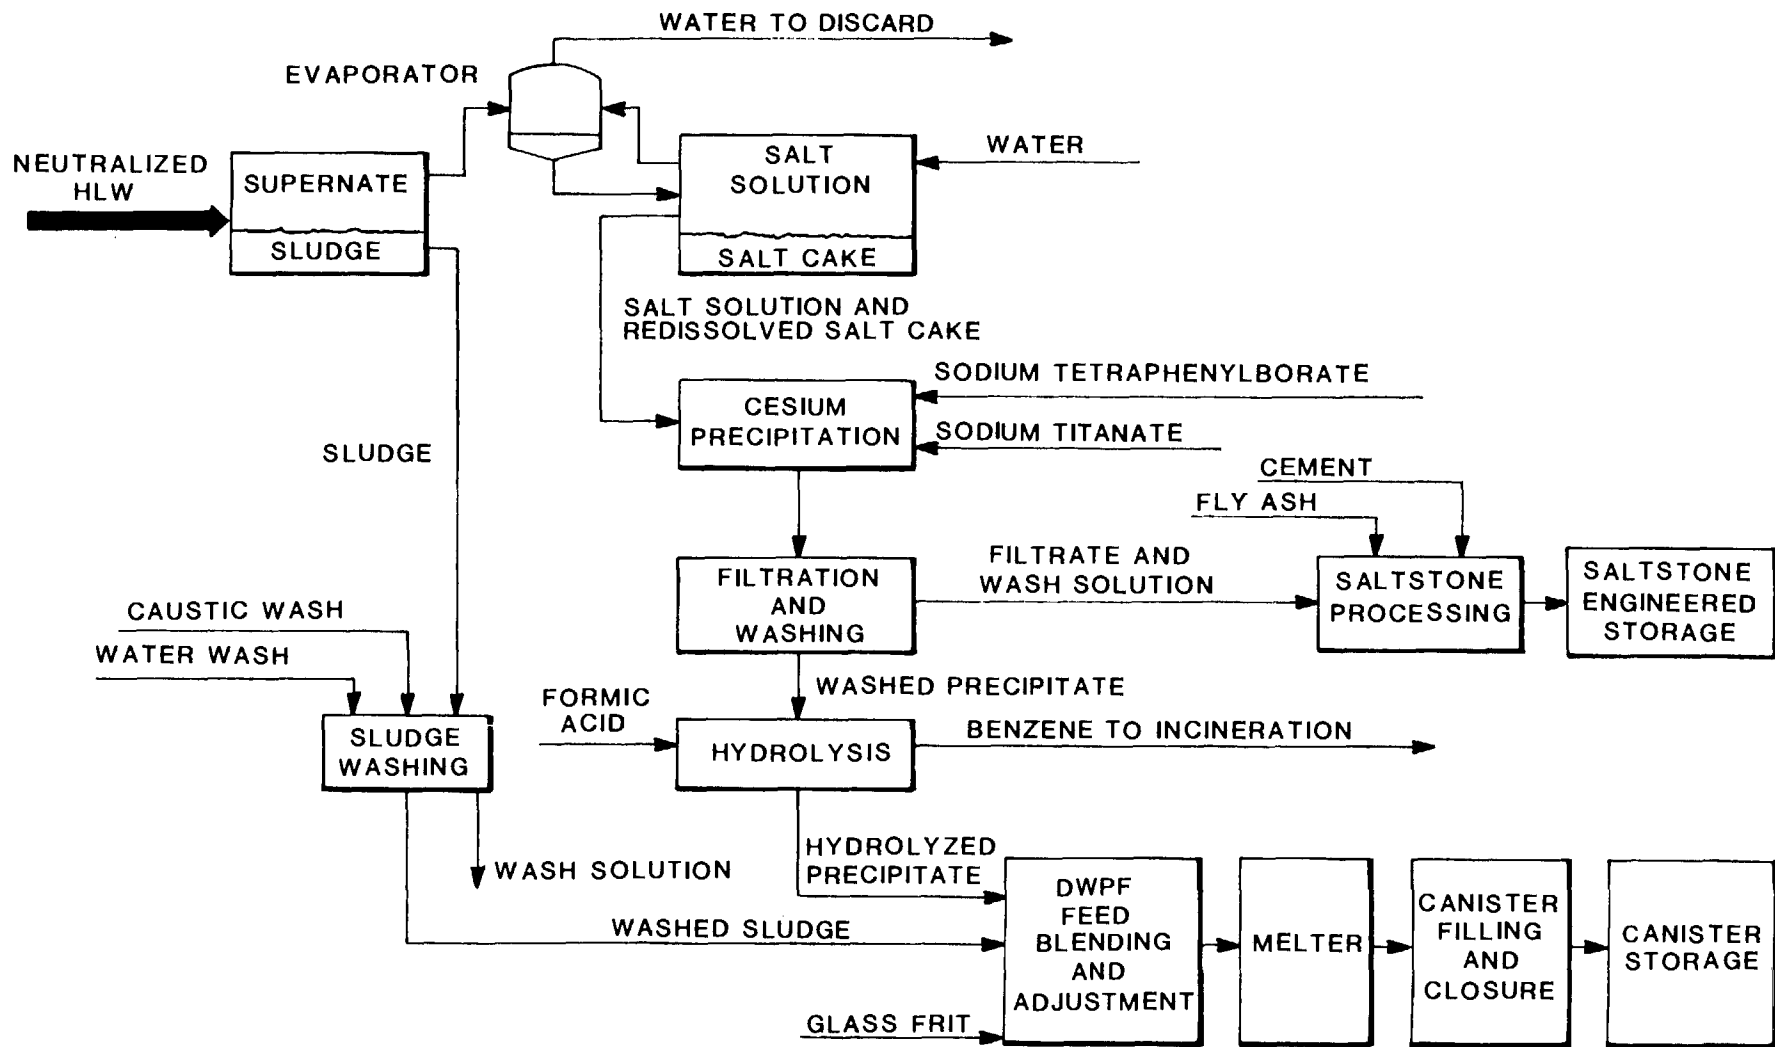 WATER TO DISCARD
EVAPORATOR
NEUTRALIZED
HLW
SUPERNATE
SLUDGE
SALT
SOLUTION
SALT CAKE
WATER
SALT SOLUTION AND
REDISSOLVED SALT CAKE
SLUDGE
CESIUM
PRECIPITATION
SODIUM TETRAPHENYLBORATE
SODIUM TITANATE
CEMENT
FLY ASH
FILTRATION
AND
WASHING
FILTRATE AND
WASH SOLUTION
SALTSTONE
PROCESSING
SALTSTONE
ENGINEERED
STORAGE
CAUSTIC WASH
WATER WASH
SLUDGE
WASHING
WASHED PRECIPITATE
FORMIC
ACID
HYDROLYSIS
BENZENE TO INCINERATION
WASH SOLUTION
HYDROLYZED
PRECIPITATE
WASHED SLUDGE
GLASS FRIT
DWPF
FEED
BLENDING
AND
ADJUSTMENT
MELTER
CANISTER
FILLING
AND
CLOSURE
CANISTER
STORAGE